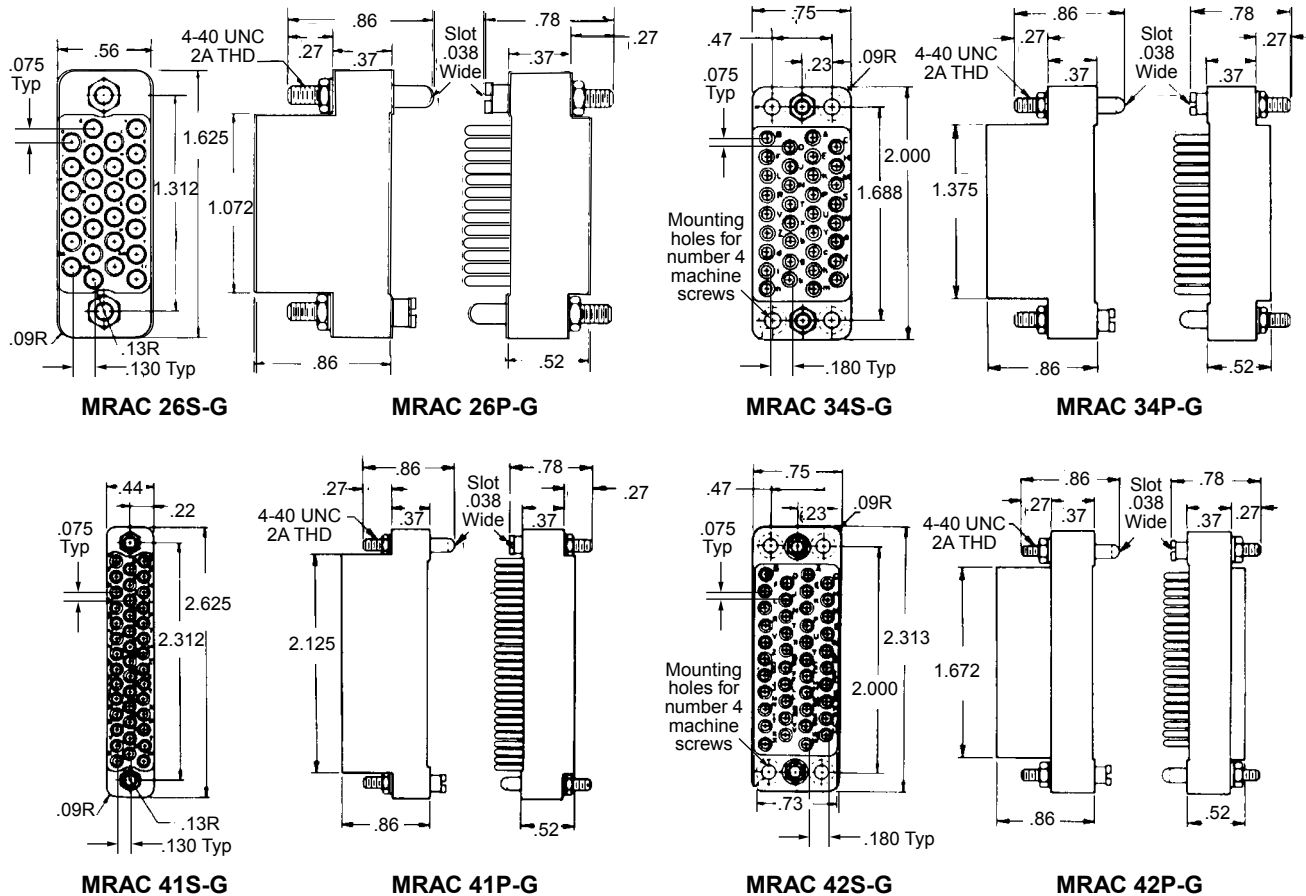 .86
.78
.56
4-40 UNC
2A THD
.27
.37
Slot
.038
Wide
.37
.27
.075
Typ
1.625
1.312
1.072
.09R
.13R
.130 Typ
.86
.52
MRAC 26S-G
MRAC 26P-G
.75
.86
.78
.47
.23
.09R
4-40 UNC
2A THD
.27
.37
Slot
.038
Wide
.37
.27
.075
Typ
2.000
1.688
1.375
Mounting
holes for
number 4
machine
screws
.180 Typ
.86
.52
MRAC 34S-G
MRAC 34P-G
.44
.22
.86
.78
.27
.37
Slot
.038
Wide
.37
.27
4-40 UNC
2A THD
.075
Typ
2.625
2.312
2.125
.09R
.13R
.130 Typ
.86
.52
MRAC 41S-G
MRAC 41P-G
.75
.86
.78
.47
.23
.09R
.27
.37
Slot
.038
Wide
.37
.27
4-40 UNC
2A THD
.075
Typ
2.313
2.000
1.672
Mounting
holes for
number 4
machine
screws
.73
.180 Typ
.86
.52
MRAC 42S-G
MRAC 42P-G